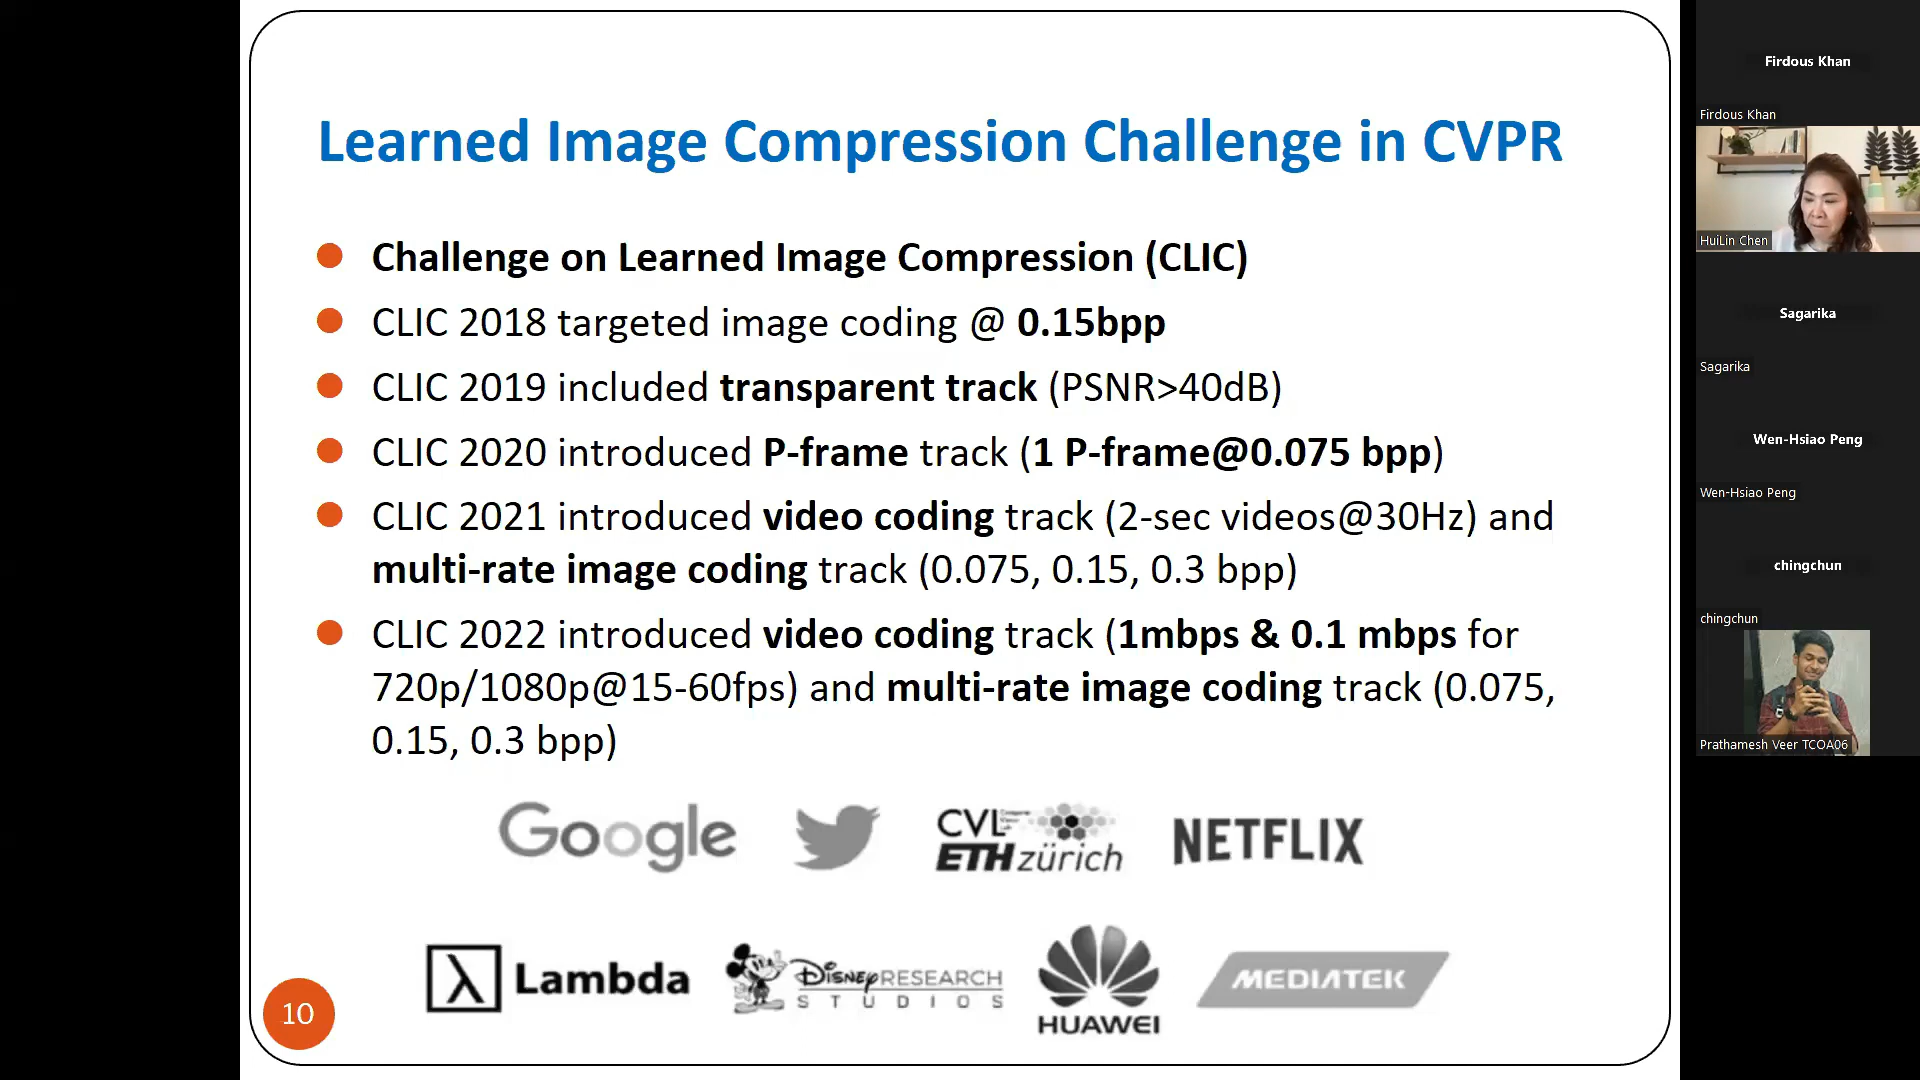 Learned Image Compression Challenge in CVPR
Challenge on Learned Image Compression (CLIC)
CLIC 2018 targeted image coding @ 0.15bpp
CLIC 2019 included transparent track (PSNR>40dB)
CLIC 2020 introduced P-frame track (1 P-frame@0.075 bpp)
CLIC 2021 introduced video coding track (2-sec videos@30Hz) and
multi-rate image coding track (0.075, 0.15, 0.3 bpp)
CLIC 2022 introduced video coding track (1mbps & 0.1 mbps for
720p/1080p@15-60fps) and multi-rate image coding track (0.075,
0.15, 0.3 bpp)
Google
CVL
ETH zürich
NETFLIX
λ Lambda
DISNEY RESEARCH
STUDIOS
HUAWEI
MEDIATEK
10
Firdous Khan
Firdous Khan
HuiLin Chen
Sagarika
Sagarika
Wen-Hsiao Peng
Wen-Hsiao Peng
chingchun
chingchun
Prathamesh Veer TCOA06